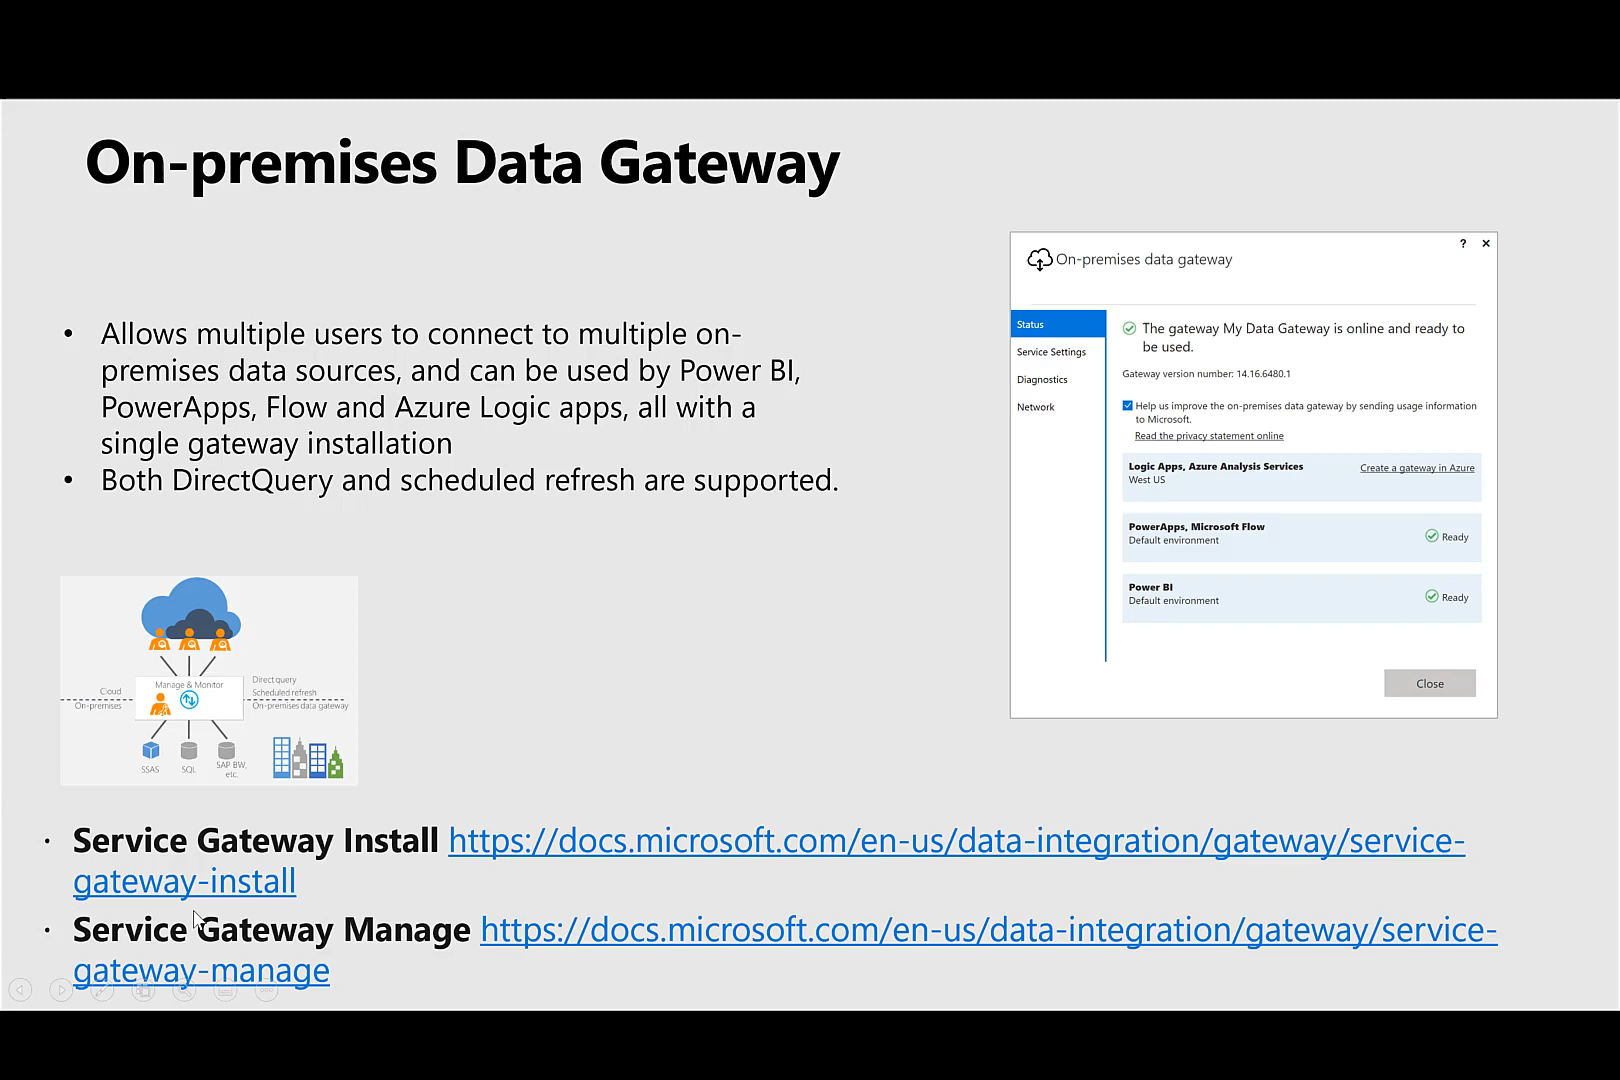 On-premises Data Gateway
• Allows multiple users to connect to multiple on-
premises data sources, and can be used by Power BI,
PowerApps, Flow and Azure Logic apps, all with a
single gateway installation
• Both DirectQuery and scheduled refresh are supported.
? ×
On-premises data gateway
Status
Service Settings
Diagnostics
Network
The gateway My Data Gateway is online and ready to
be used.
Gateway version number: 14.16.6480.1
Help us improve the on-premises data gateway by sending usage information
to Microsoft.
Read the privacy statement online
Logic Apps, Azure Analysis Services
West US
Create a gateway in Azure
PowerApps, Microsoft Flow
Default environment
Ready
Power BI
Default environment
Ready
Close
Manage & Monitor
Cloud
On-premises
Direct query
Scheduled refresh
On-premises data gateway
SSAS
SQL
SAP BW,
etc.
· Service Gateway Install https://docs.microsoft.com/en-us/data-integration/gateway/service-
gateway-install
· Service Gateway Manage https://docs.microsoft.com/en-us/data-integration/gateway/service-
gateway-manage